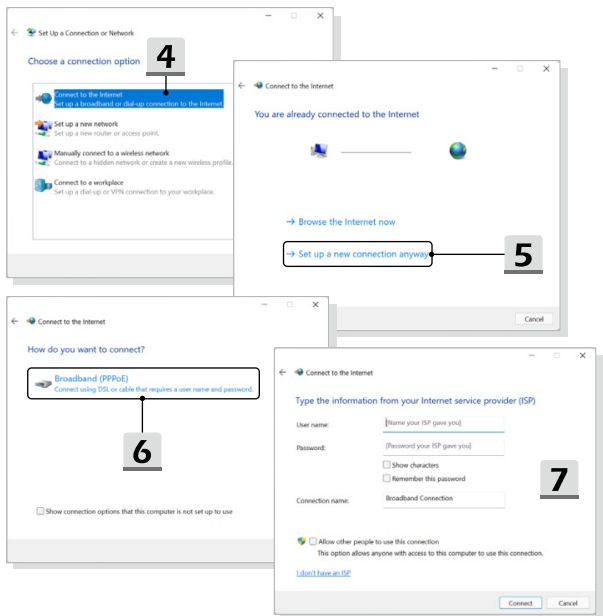 Set Up a Connection or Network
Choose a connection option
4
Connect to the Internet
Set up a broadband or dial-up connection to the Internet.
Set up a new network
Set up a new router or access point.
Manually connect to a wireless network
Connect to a hidden network or create a new wireless profile.
Connect to a workplace
Set up a dial-up or VPN connection to your workplace.
Connect to the Internet
You are already connected to the Internet
Browse the Internet now
Set up a new connection anyway
5
Cancel
Connect to the Internet
How do you want to connect?
Broadband (PPPoE)
Connect using DSL or cable that requires a user name and password.
6
Show connection options that this computer is not set up to use
Connect to the Internet
Type the information from your Internet service provider (ISP)
User name: [Name your ISP gave you]
Password: [Password your ISP gave you]
Show characters
Remember this password
7
Connection name: Broadband Connection
Allow other people to use this connection
This option allows anyone with access to this computer to use this connection.
I don't have an ISP
Connect Cancel